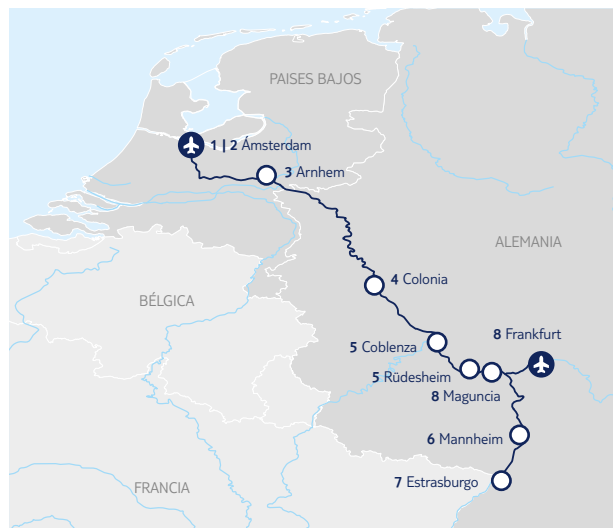 PAISES BAJOS
1 | 2 Ámsterdam
3 Arnhem
ALEMANIA
4 Colonia
BÉLGICA
8 Frankfurt
5 Coblenza
5 Rüdesheim
8 Maguncia
6 Mannheim
7 Estrasburgo
FRANCIA